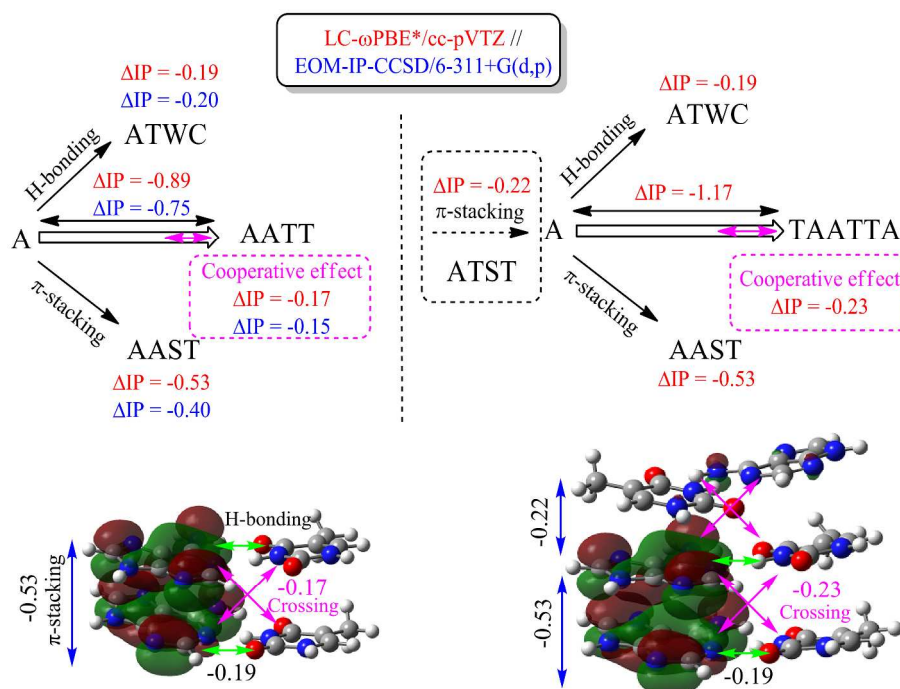 LC-ωPBE*/cc-pVTZ //
EOM-IP-CCSD/6-311+G(d,p)
ΔIP = -0.19
ΔIP = -0.20
ATWC
H-bonding
ΔIP = -0.89
ΔIP = -0.75
A
AATT
Cooperative effect
ΔIP = -0.17
ΔIP = -0.15
π-stacking
AAST
ΔIP = -0.53
ΔIP = -0.40
ΔIP = -0.19
ATWC
H-bonding
ΔIP = -0.22
π-stacking
ATST
ΔIP = -1.17
A
TAATTA
Cooperative effect
ΔIP = -0.23
π-stacking
AAST
ΔIP = -0.53
H-bonding
-0.53
π-stacking
-0.17
Crossing
-0.19
-0.22
-0.53
-0.23
Crossing
-0.19